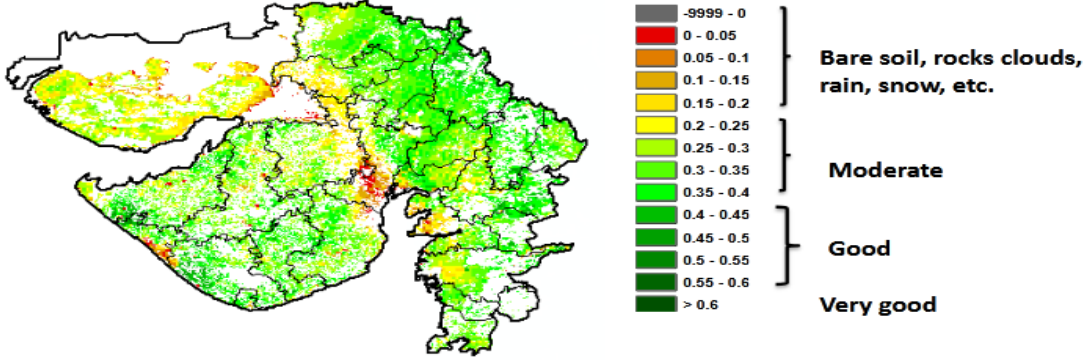 -9999 - 0
0 - 0.05
0.05 - 0.1
0.1 - 0.15
0.15 - 0.2
0.2 - 0.25
0.25 - 0.3
0.3 - 0.35
0.35 - 0.4
0.4 - 0.45
0.45 - 0.5
0.5 - 0.55
0.55 - 0.6
> 0.6
Bare soil, rocks clouds,
rain, snow, etc.
Moderate
Good
Very good